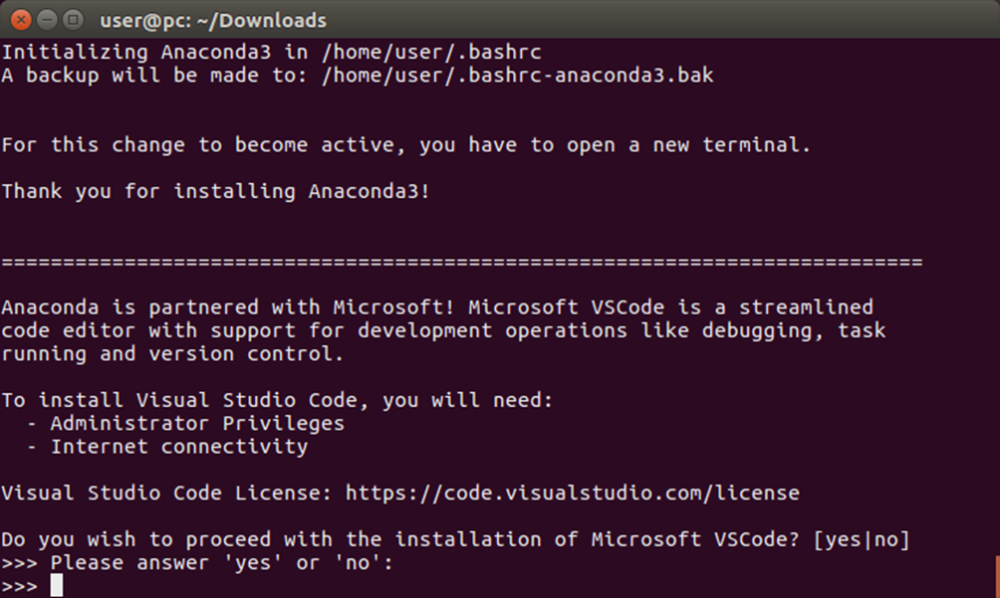 user@pc: ~/Downloads
Initializing Anaconda3 in /home/user/.bashrc
A backup will be made to: /home/user/.bashrc-anaconda3.bak
For this change to become active, you have to open a new terminal.
Thank you for installing Anaconda3!
===========================================================================
Anaconda is partnered with Microsoft! Microsoft VSCode is a streamlined
code editor with support for development operations like debugging, task
running and version control.
To install Visual Studio Code, you will need:
- Administrator Privileges
- Internet connectivity
Visual Studio Code License: https://code.visualstudio.com/license
Do you wish to proceed with the installation of Microsoft VSCode? [yes|no]
>>> Please answer 'yes' or 'no':
>>>